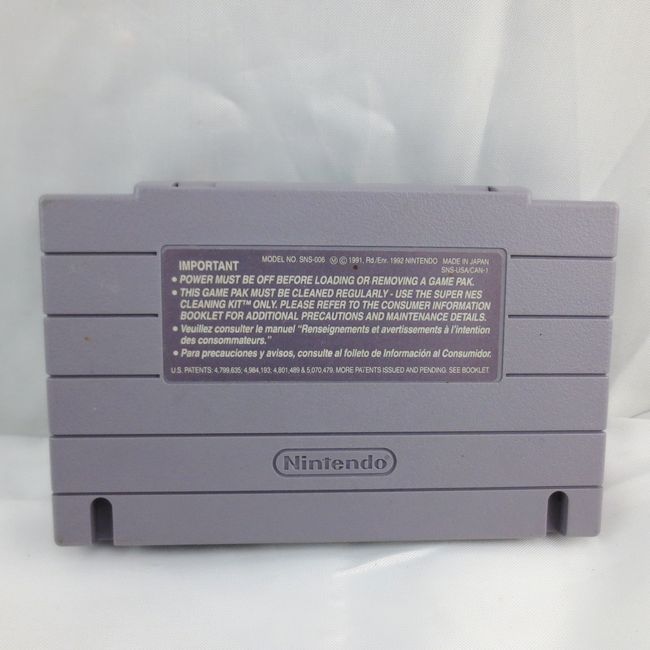 IMPORTANT MODEL NO. SNS-006 Ⓜ © 1991, Rd./Enr. 1992 NINTENDO MADE IN JAPAN
SNS-USA/CAN-1
• POWER MUST BE OFF BEFORE LOADING OR REMOVING A GAME PAK.
• THIS GAME PAK MUST BE CLEANED REGULARLY - USE THE SUPER NES
CLEANING KIT™ ONLY. PLEASE REFER TO THE CONSUMER INFORMATION
BOOKLET FOR ADDITIONAL PRECAUTIONS AND MAINTENANCE DETAILS.
• Veuillez consulter le manuel "Renseignements et avertissements à l'intention
des consommateurs."
• Para precauciones y avisos, consulte al folleto de Información al Consumidor.
U.S. PATENTS: 4,799,635; 4,984,193; 4,801,489 & 5,070,479. MORE PATENTS ISSUED AND PENDING. SEE BOOKLET.
Nintendo